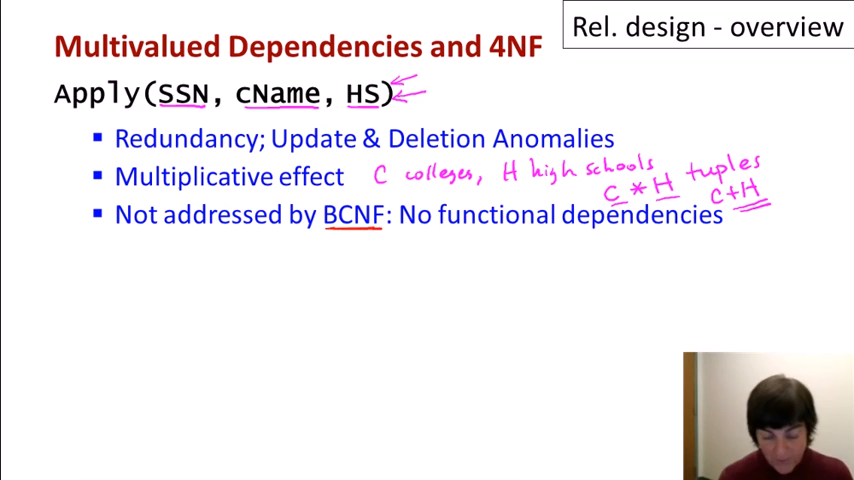 Rel. design - overview
Multivalued Dependencies and 4NF
Apply(SSN, cName, HS)
▪ Redundancy; Update & Deletion Anomalies
▪ Multiplicative effect C colleges, H high schools
C * H tuples
C+H
▪ Not addressed by BCNF: No functional dependencies